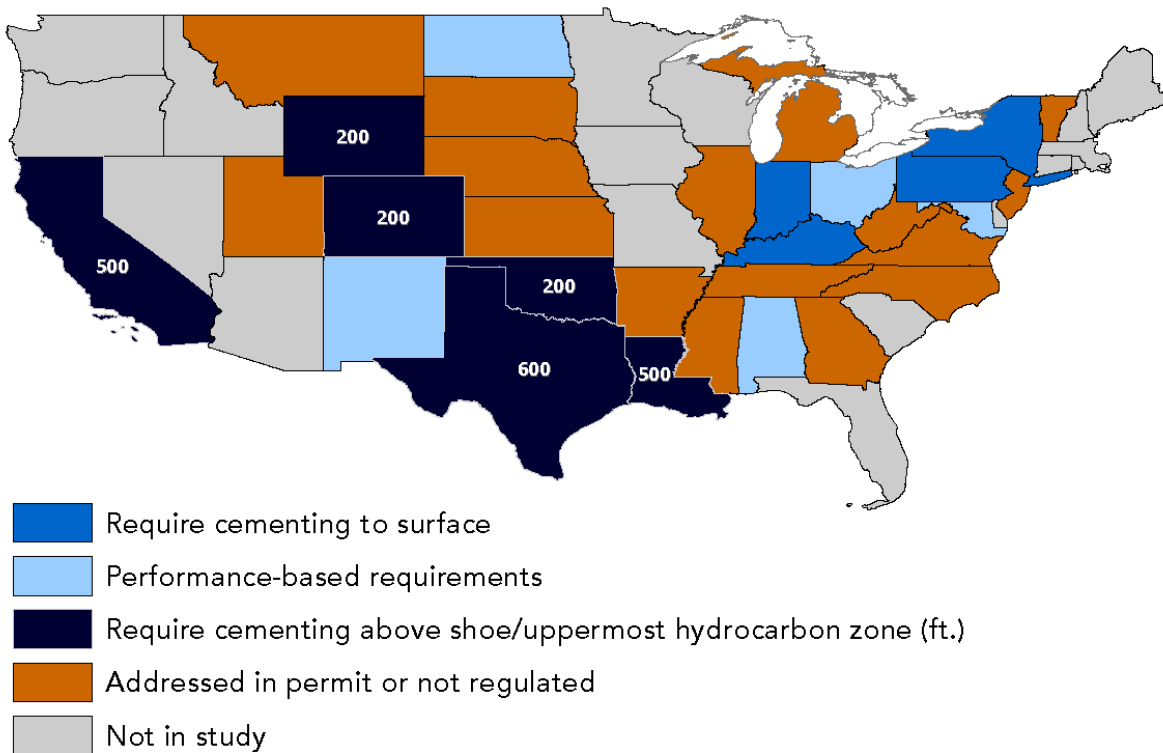 200
200
500
200
600
500
Require cementing to surface
Performance-based requirements
Require cementing above shoe/uppermost hydrocarbon zone (ft.)
Addressed in permit or not regulated
Not in study